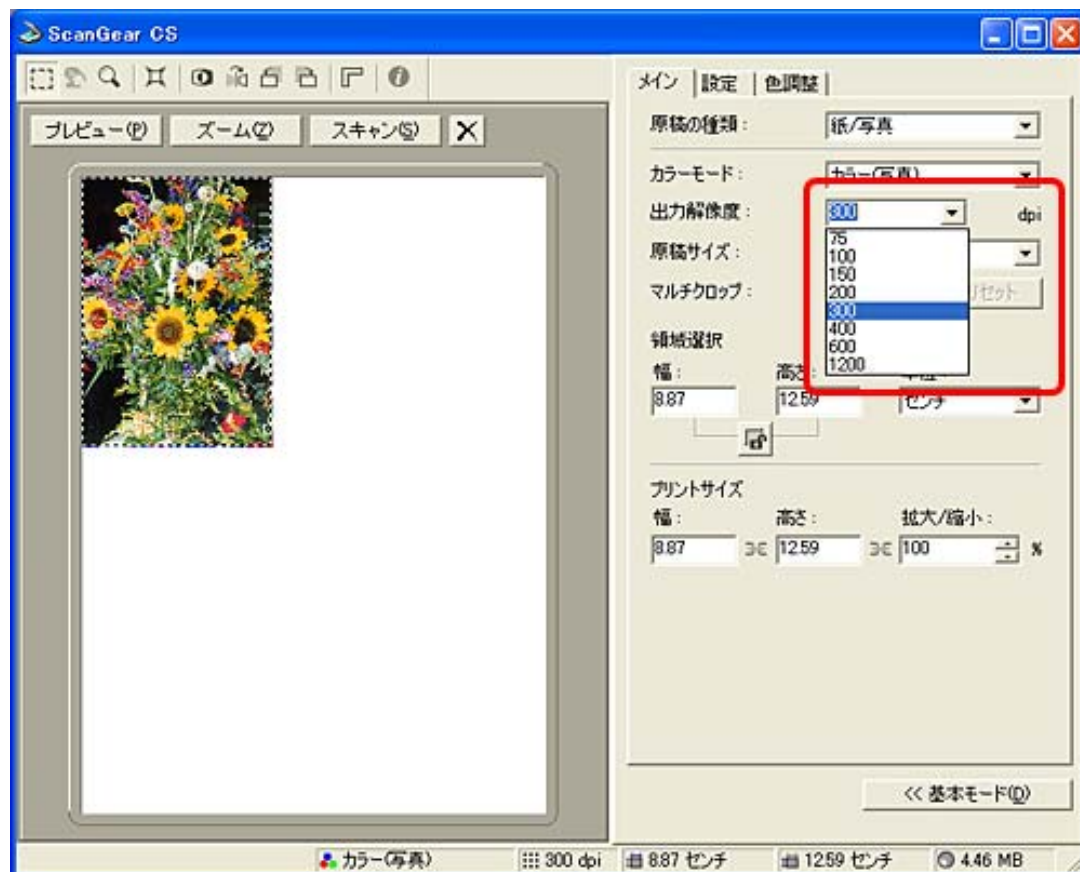 ScanGear CS
プレビュー(P) ズーム(Z) スキャン(S)
メイン 設定 色調整
原稿の種類: 紙/写真
カラーモード: カラー(写真)
出力解像度: 300 dpi
75
100
150
200
300
400
600
1200
原稿サイズ:
マルチクロップ: リセット
領域選択
幅: 高さ: 単位:
8.87 12.59 センチ
プリントサイズ
幅: 高さ: 拡大/縮小:
8.87 12.59 100 %
<< 基本モード(D)
カラー(写真) 300 dpi 8.87 センチ 12.59 センチ 4.46 MB